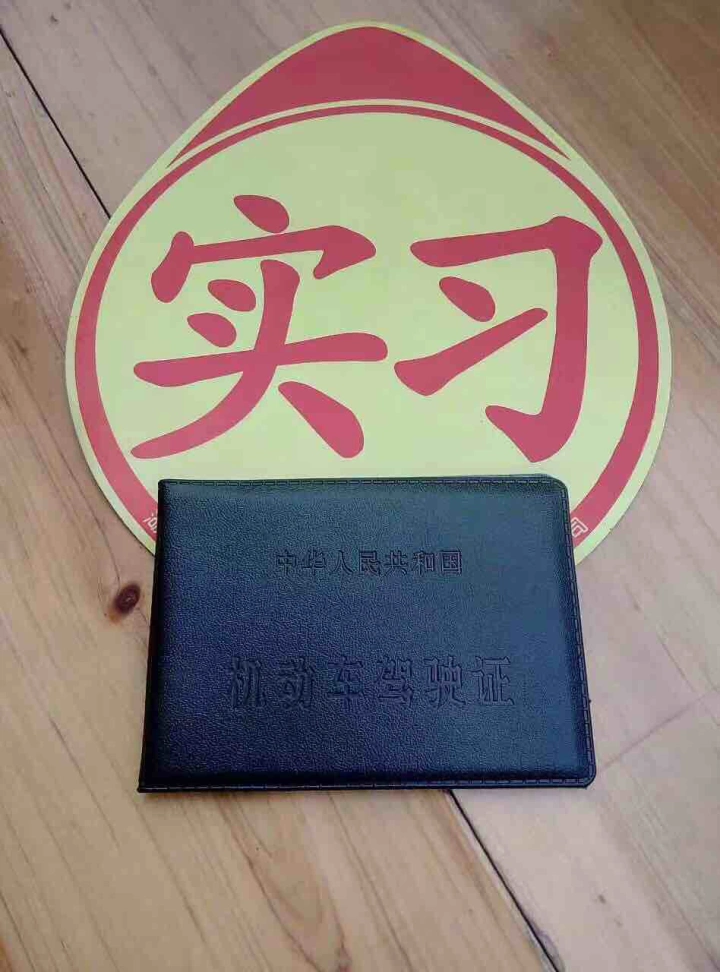 实习
中华人民共和国
机动车驾驶证